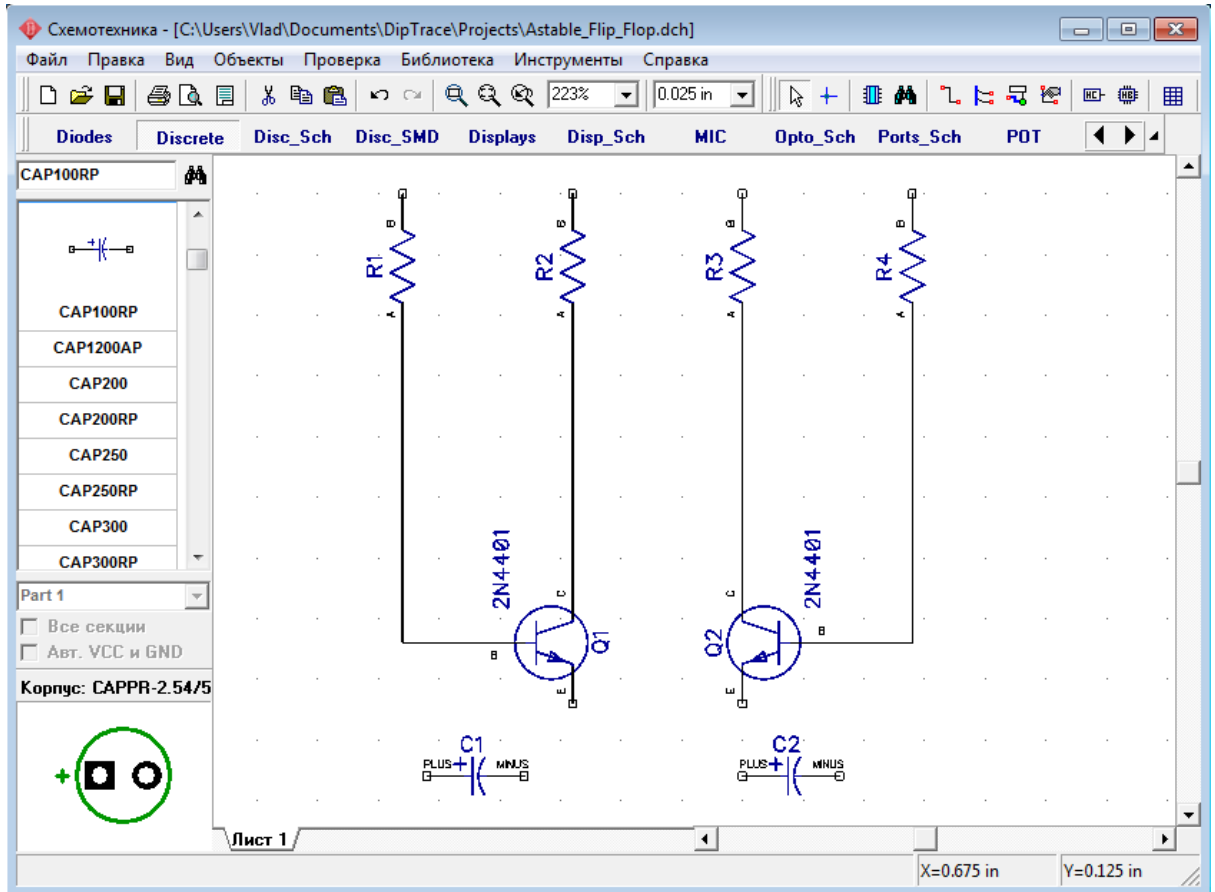 Схемотехника - [C:\Users\Vlad\Documents\DipTrace\Projects\Astable_Flip_Flop.dch]
Файл Правка Вид Объекты Проверка Библиотека Инструменты Справка
223% 0.025 in
Diodes Discrete Disc_Sch Disc_SMD Displays Disp_Sch MIC Opto_Sch Ports_Sch POT
CAP100RP
CAP100RP
CAP1200AP
CAP200
CAP200RP
CAP250
CAP250RP
CAP300
CAP300RP
Part 1
Все секции
Авт. VCC и GND
Корпус: CAPPR-2.54/5
B B B B
R1 R2 R3 R4
A A A A
2N4401 2N4401
C C
B Q1 Q2 B
E E
C1 C2
PLUS + MINUS PLUS + MINUS
Лист 1
X=0.675 in Y=0.125 in